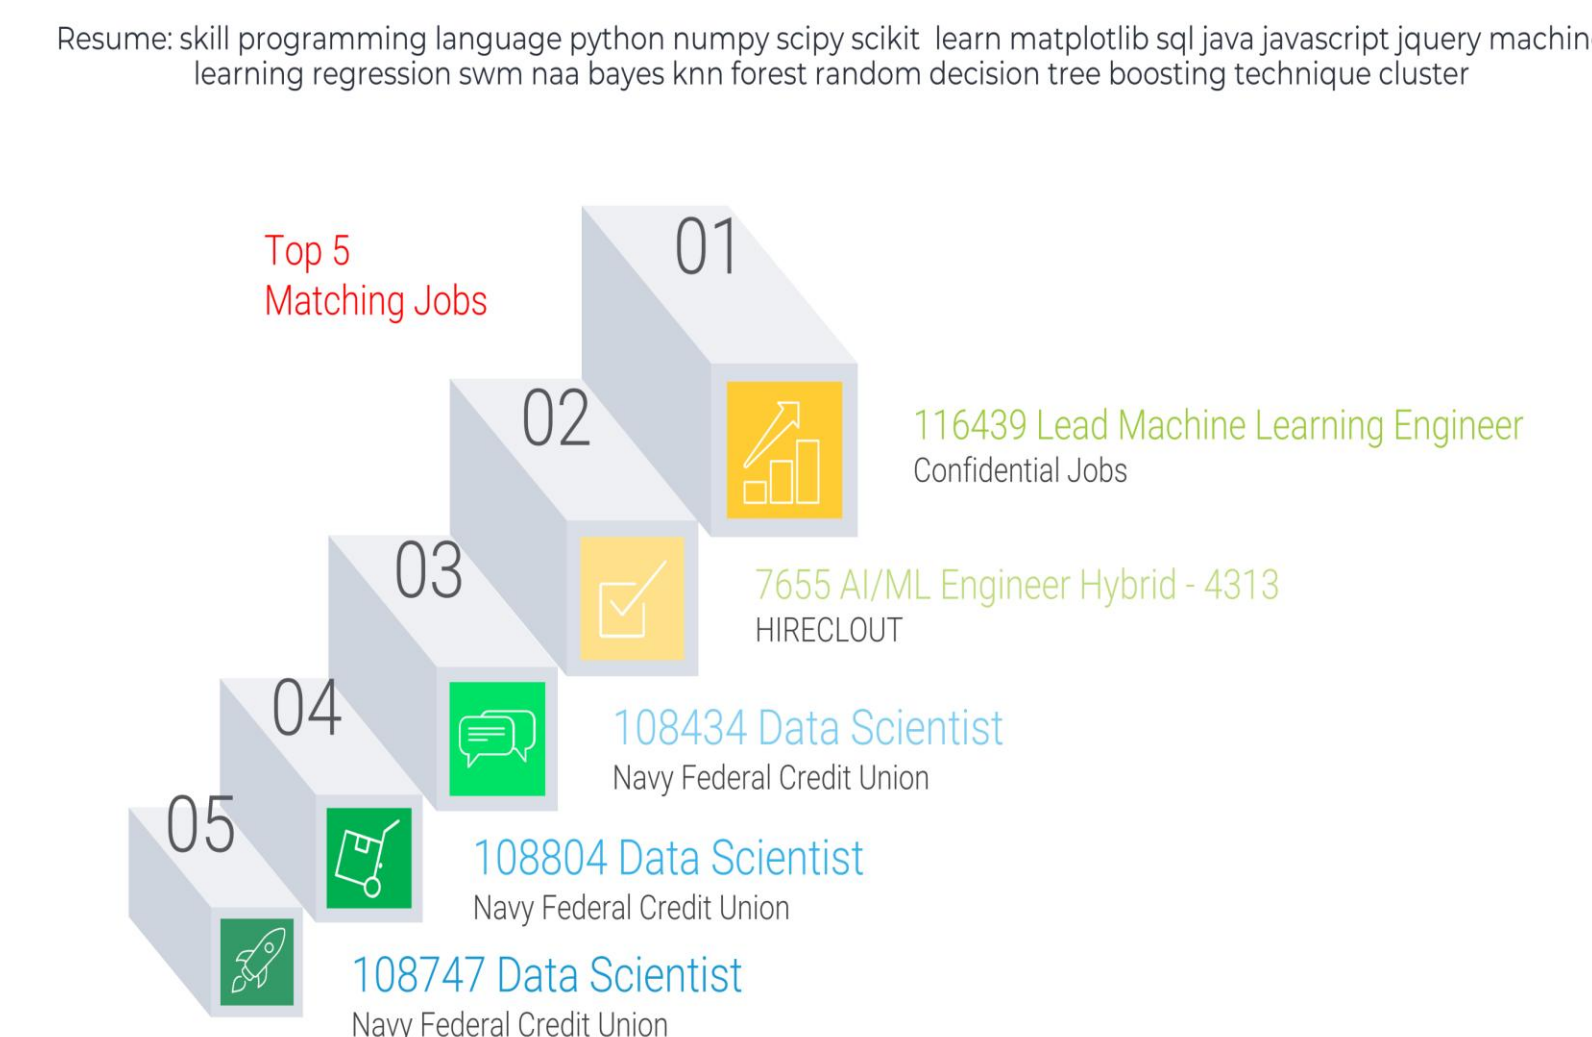 Resume: skill programming language python numpy scipy scikit learn matplotlib sql java javascript jquery machin
learning regression swm naa bayes knn forest random decision tree boosting technique cluster
Top 5
Matching Jobs
01
116439 Lead Machine Learning Engineer
Confidential Jobs
02
7655 AI/ML Engineer Hybrid - 4313
HIRECLOUT
03
108434 Data Scientist
Navy Federal Credit Union
04
108804 Data Scientist
Navy Federal Credit Union
05
108747 Data Scientist
Navy Federal Credit Union